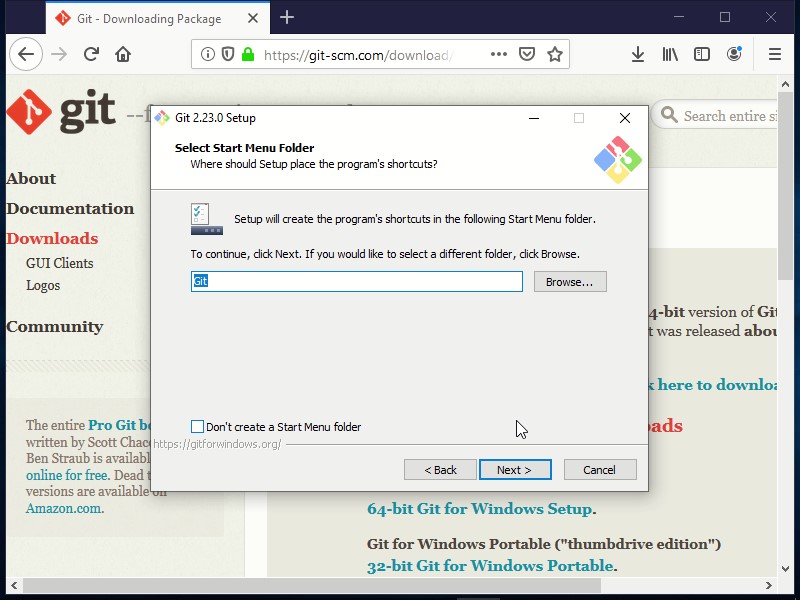 Git - Downloading Package
https://git-scm.com/download/
git
Git 2.23.0 Setup
Search entire si
Select Start Menu Folder
Where should Setup place the program's shortcuts?
About
Documentation
Downloads
GUI Clients
Logos
Community
Setup will create the program's shortcuts in the following Start Menu folder.
To continue, click Next. If you would like to select a different folder, click Browse.
Git
Browse...
4-bit version of Git
t was released abou
k here to downloa
ads
Don't create a Start Menu folder
https://gitforwindows.org/
< Back
Next >
Cancel
The entire Pro Git bo
written by Scott Chac
Ben Straub is availabl
online for free. Dead t
versions are available on
Amazon.com.
64-bit Git for Windows Setup.
Git for Windows Portable ("thumbdrive edition")
32-bit Git for Windows Portable.